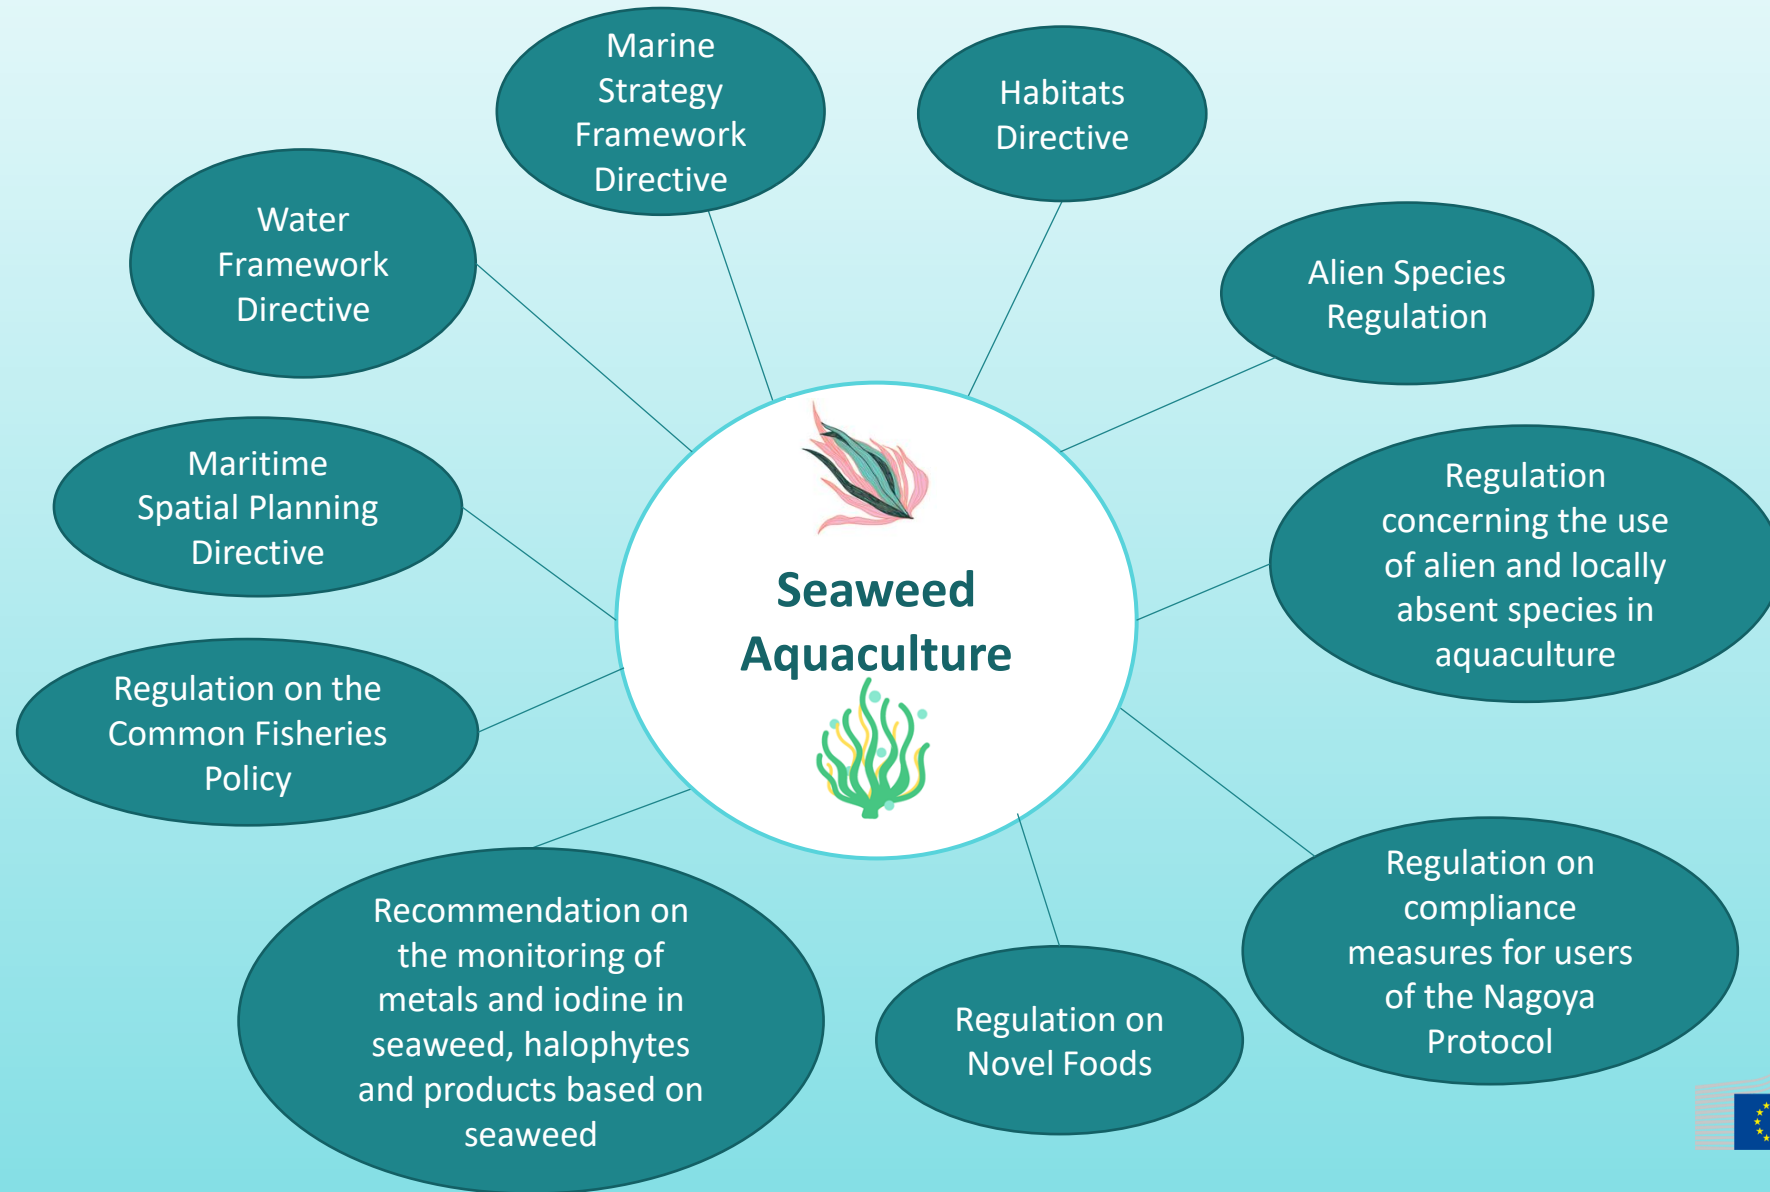 Marine
Strategy
Framework
Directive
Habitats
Directive
Water
Framework
Directive
Alien Species
Regulation
Maritime
Spatial Planning
Directive
Regulation
concerning the use
of alien and locally
absent species in
aquaculture
Seaweed
Aquaculture
Regulation on the
Common Fisheries
Policy
Recommendation on
the monitoring of
metals and iodine in
seaweed, halophytes
and products based on
seaweed
Regulation on
Novel Foods
Regulation on
compliance
measures for users
of the Nagoya
Protocol